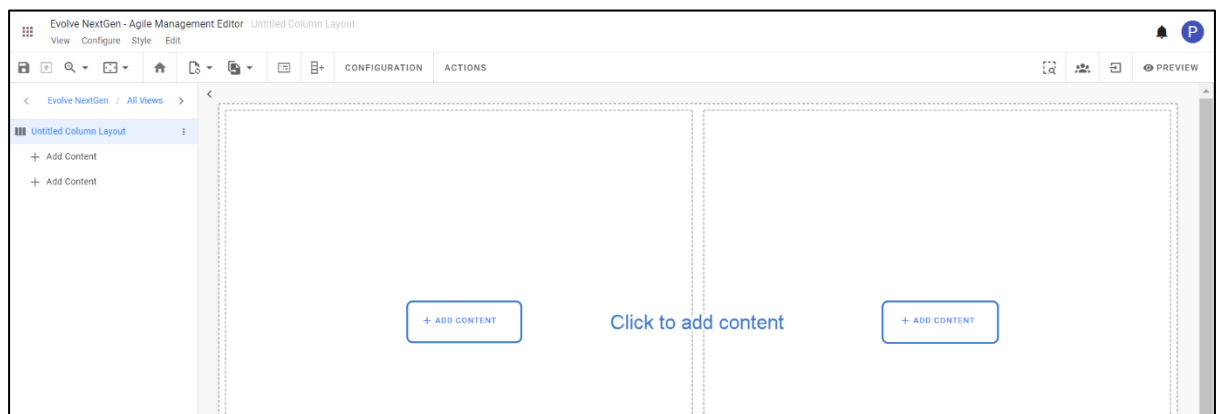 Evolve NextGen - Agile Management Editor Untitled Column Layout
View Configure Style Edit
P
CONFIGURATION ACTIONS PREVIEW
Evolve NextGen / All Views
Untitled Column Layout
+ Add Content
+ Add Content
+ ADD CONTENT Click to add content + ADD CONTENT